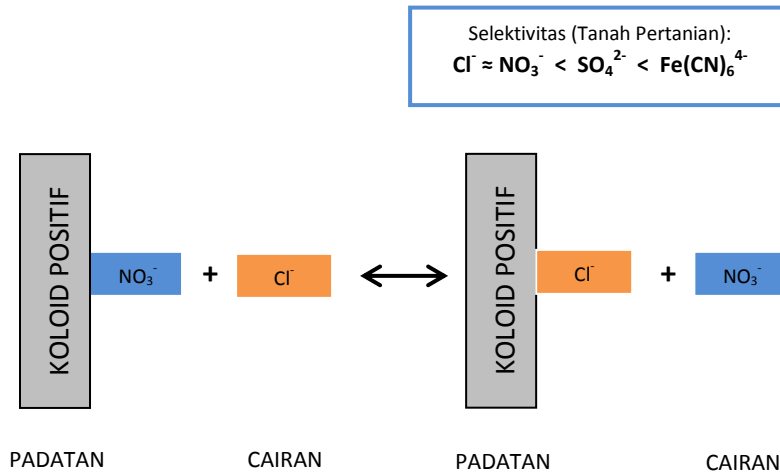 Selektivitas (Tanah Pertanian):
Cl⁻ ≈ NO₃⁻ < SO₄²⁻ < Fe(CN)₆⁴⁻
KOLOID POSITIF
NO₃⁻
+
Cl⁻
KOLOID POSITIF
Cl⁻
+
NO₃⁻
PADATAN CAIRAN PADATAN CAIRAN